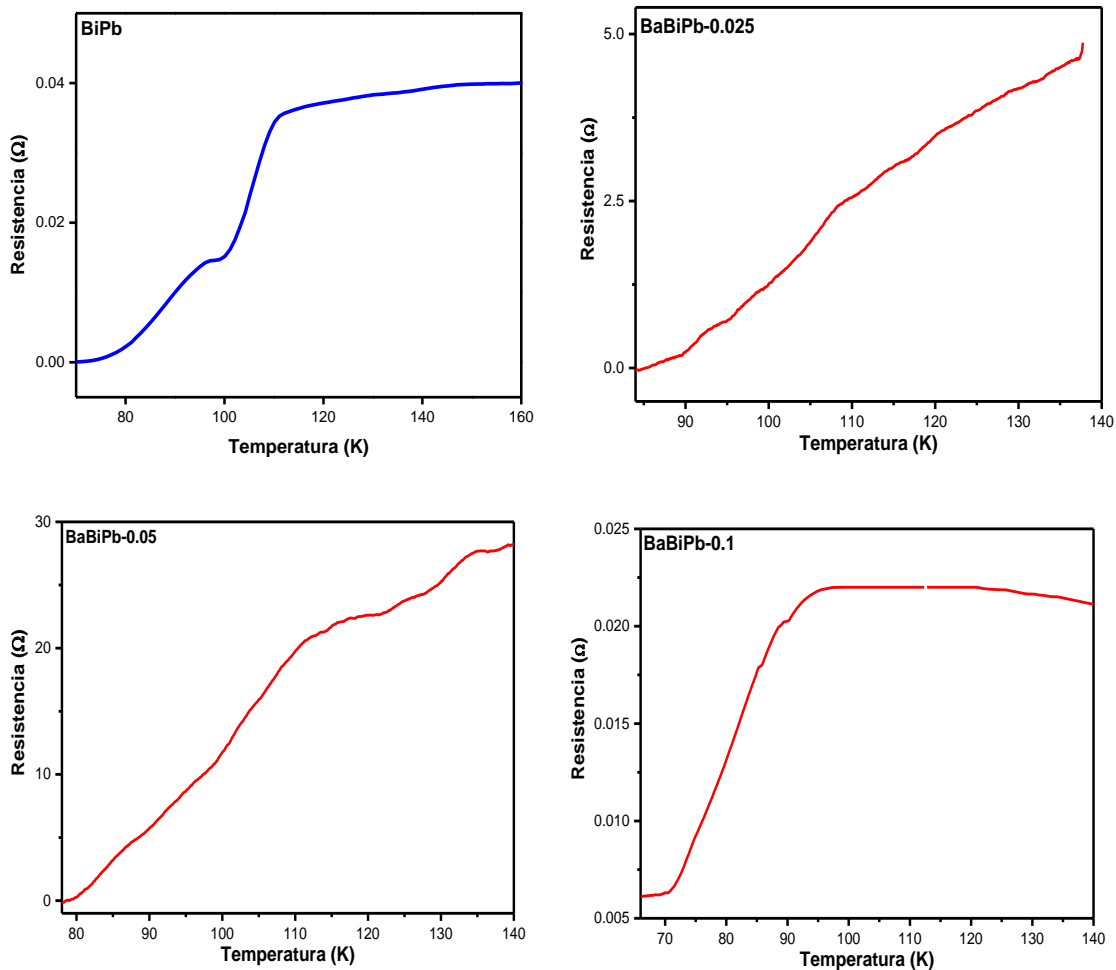 BiPb
0.04
0.02
0.00
Resistencia (Ω)
80 100 120 140 160
Temperatura (K)
BaBiPb-0.025
5.0
2.5
0.0
Resistencia (Ω)
90 100 110 120 130 140
Temperatura (K)
BaBiPb-0.05
30
20
10
0
Resistencia (Ω)
80 90 100 110 120 130 140
Temperatura (K)
BaBiPb-0.1
0.025
0.020
0.015
0.010
0.005
Resistencia (Ω)
70 80 90 100 110 120 130 140
Temperatura (K)